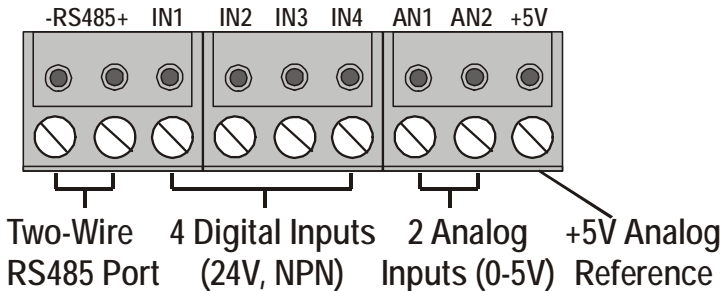 -RS485+ IN1 IN2 IN3 IN4 AN1 AN2 +5V
Two-Wire 4 Digital Inputs 2 Analog +5V Analog
RS485 Port (24V, NPN) Inputs (0-5V) Reference